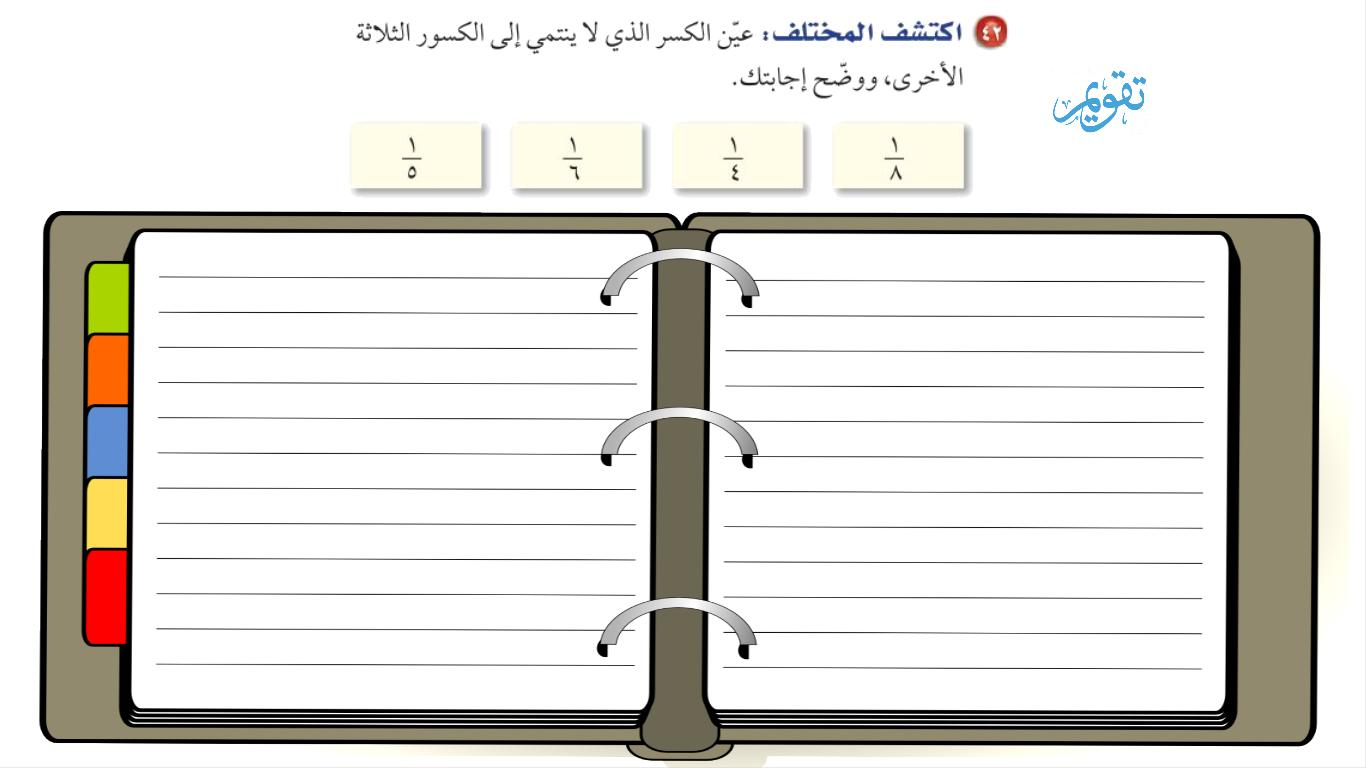 ٤٢ اكتشف المختلف: عيّن الكسر الذي لا ينتمي إلى الكسور الثلاثة
الأخرى، ووضّح إجابتك.
تقويم
١/٨ ١/٤ ١/٦ ١/٥